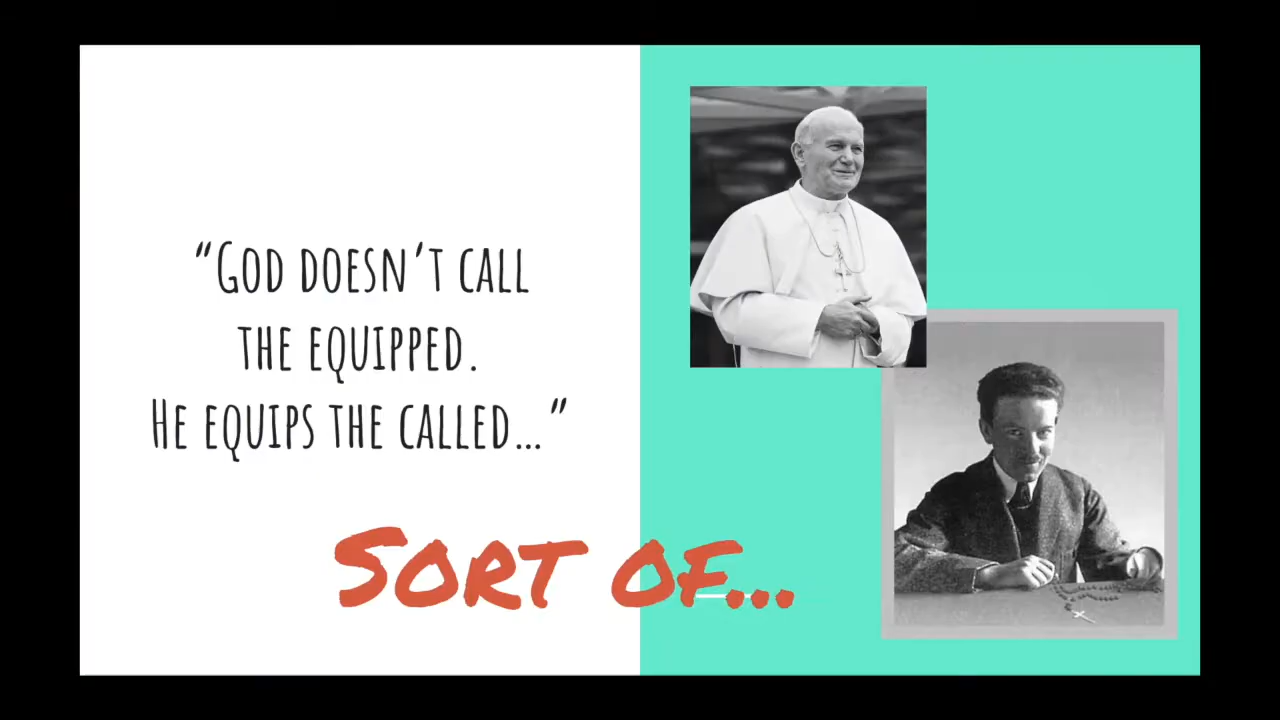 “God doesn’t call
the equipped.
He equips the called…”
Sort of...